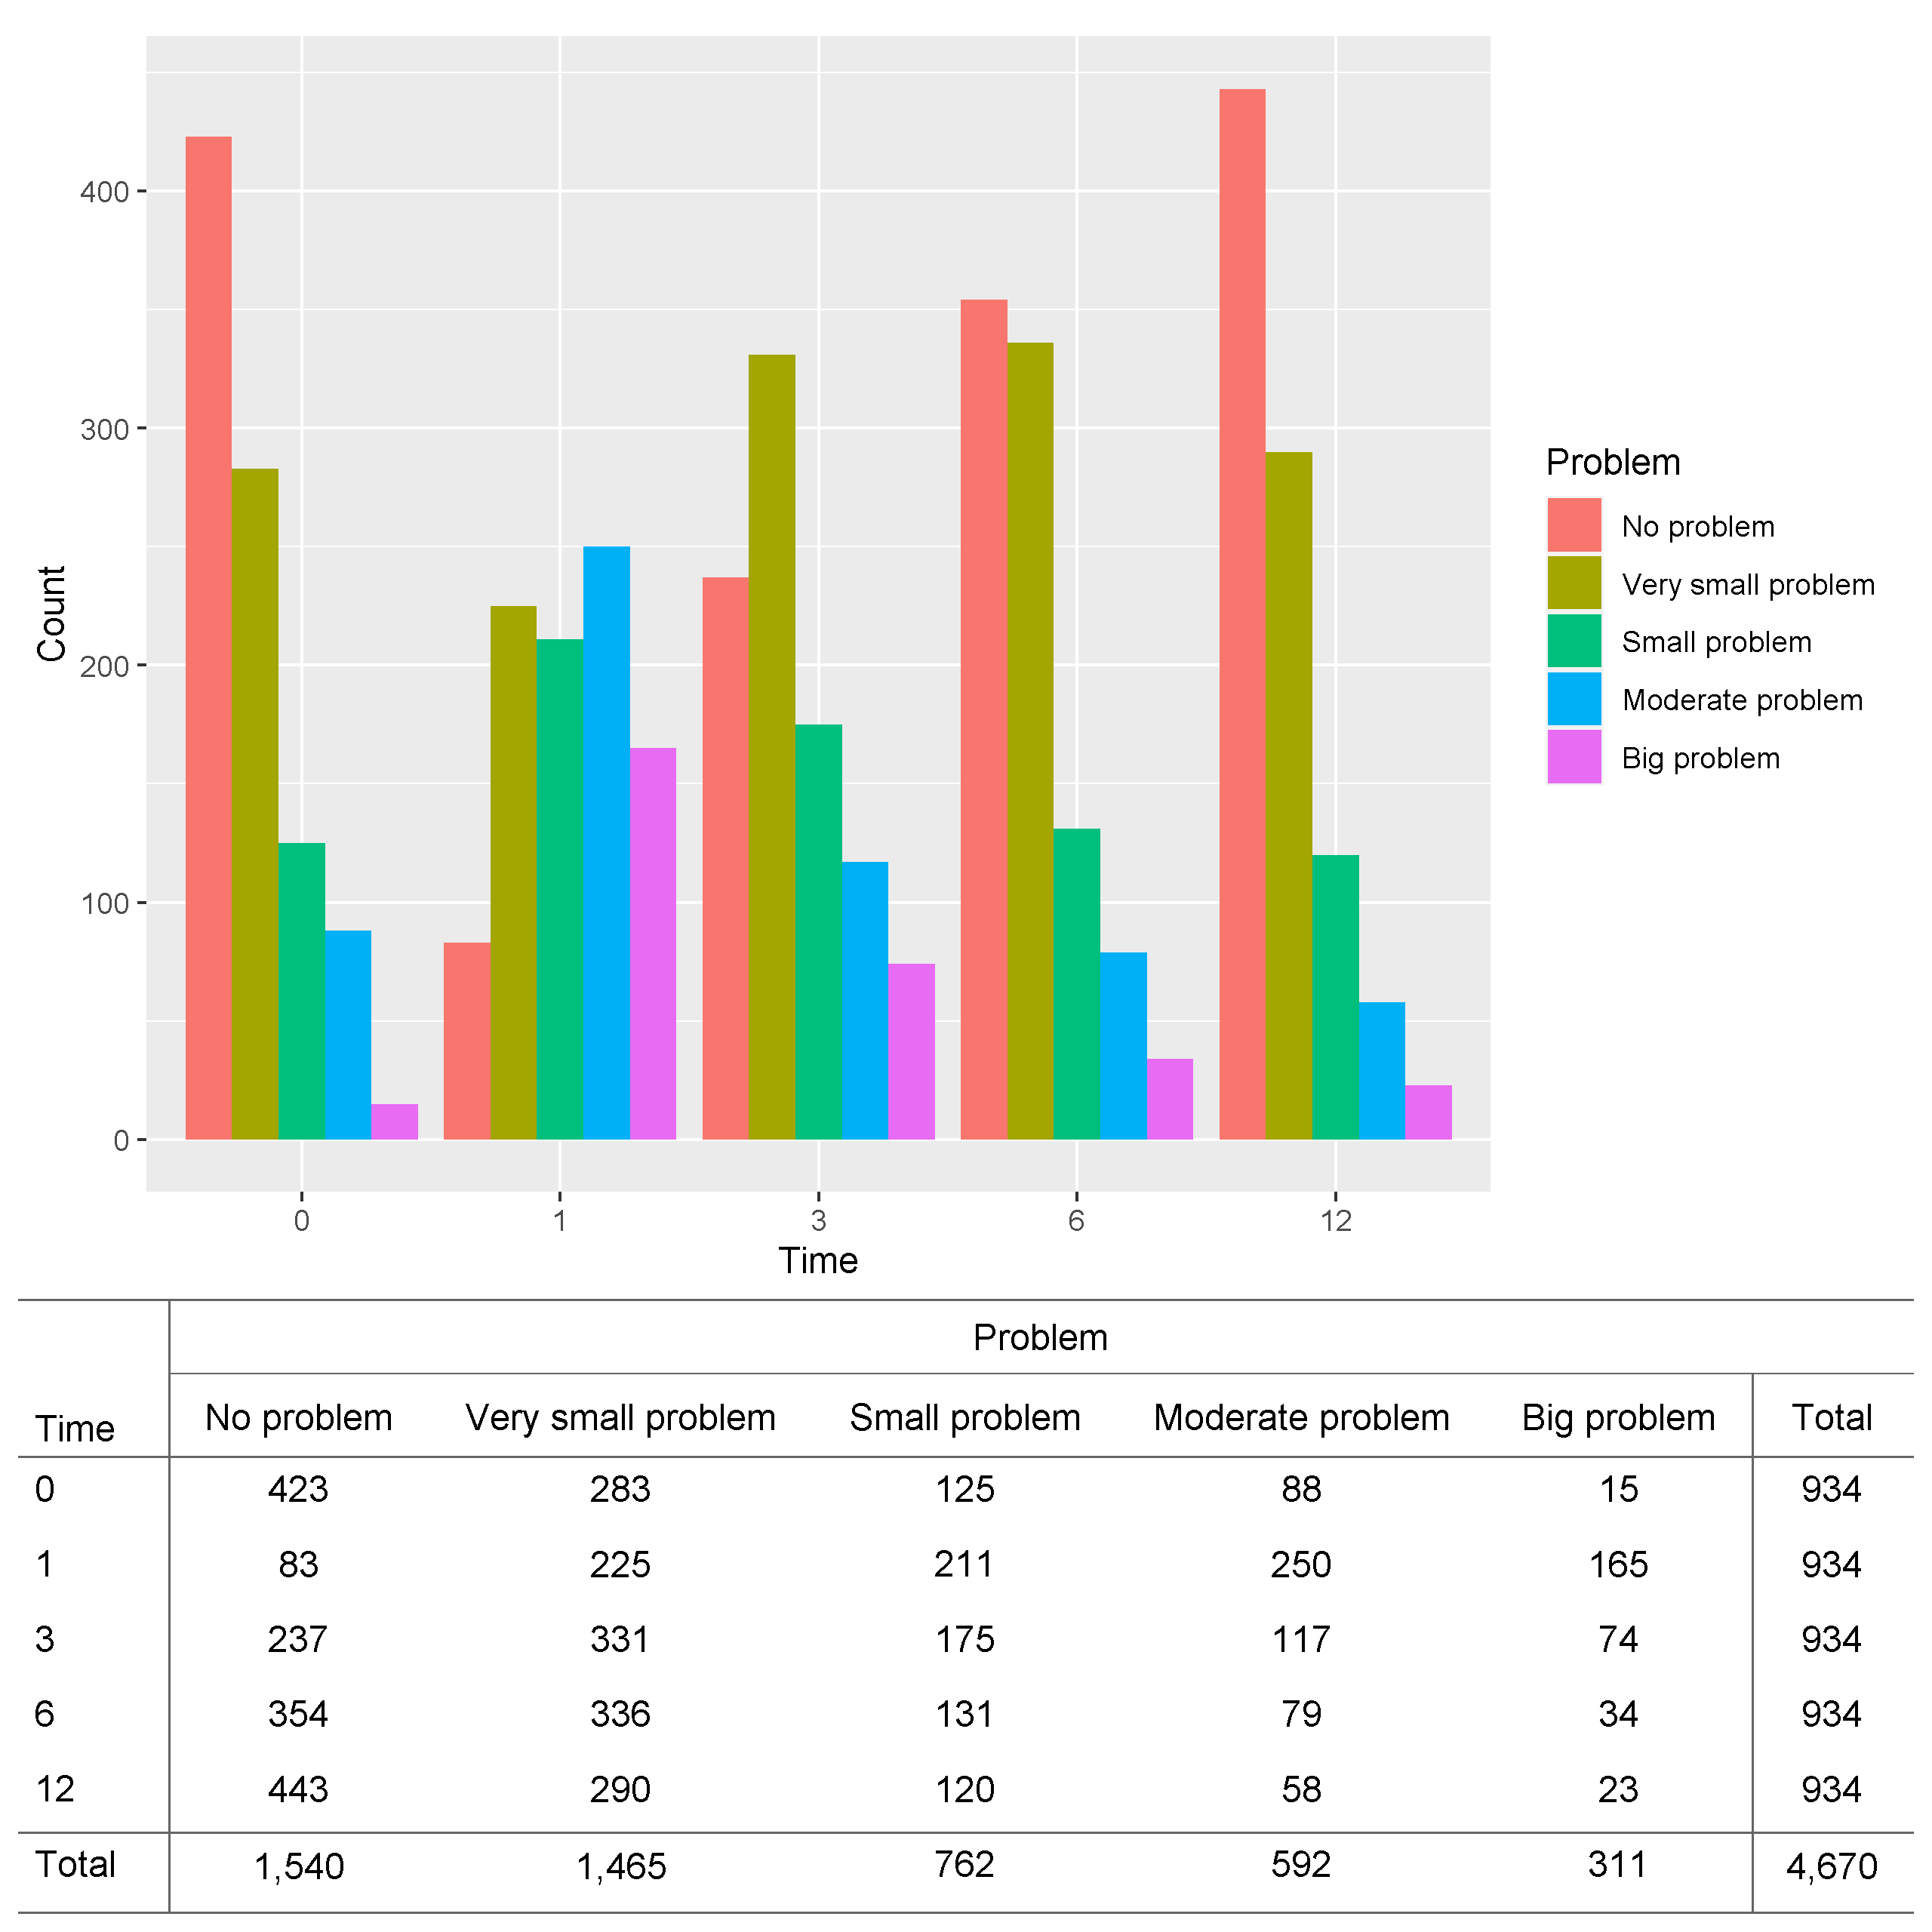 400
300
200
100
0
Count
0 1 3 6 12
Time
Problem
No problem
Very small problem
Small problem
Moderate problem
Big problem
Problem
Time No problem Very small problem Small problem Moderate problem Big problem Total
0 423 283 125 88 15 934
1 83 225 211 250 165 934
3 237 331 175 117 74 934
6 354 336 131 79 34 934
12 443 290 120 58 23 934
Total 1,540 1,465 762 592 311 4,670